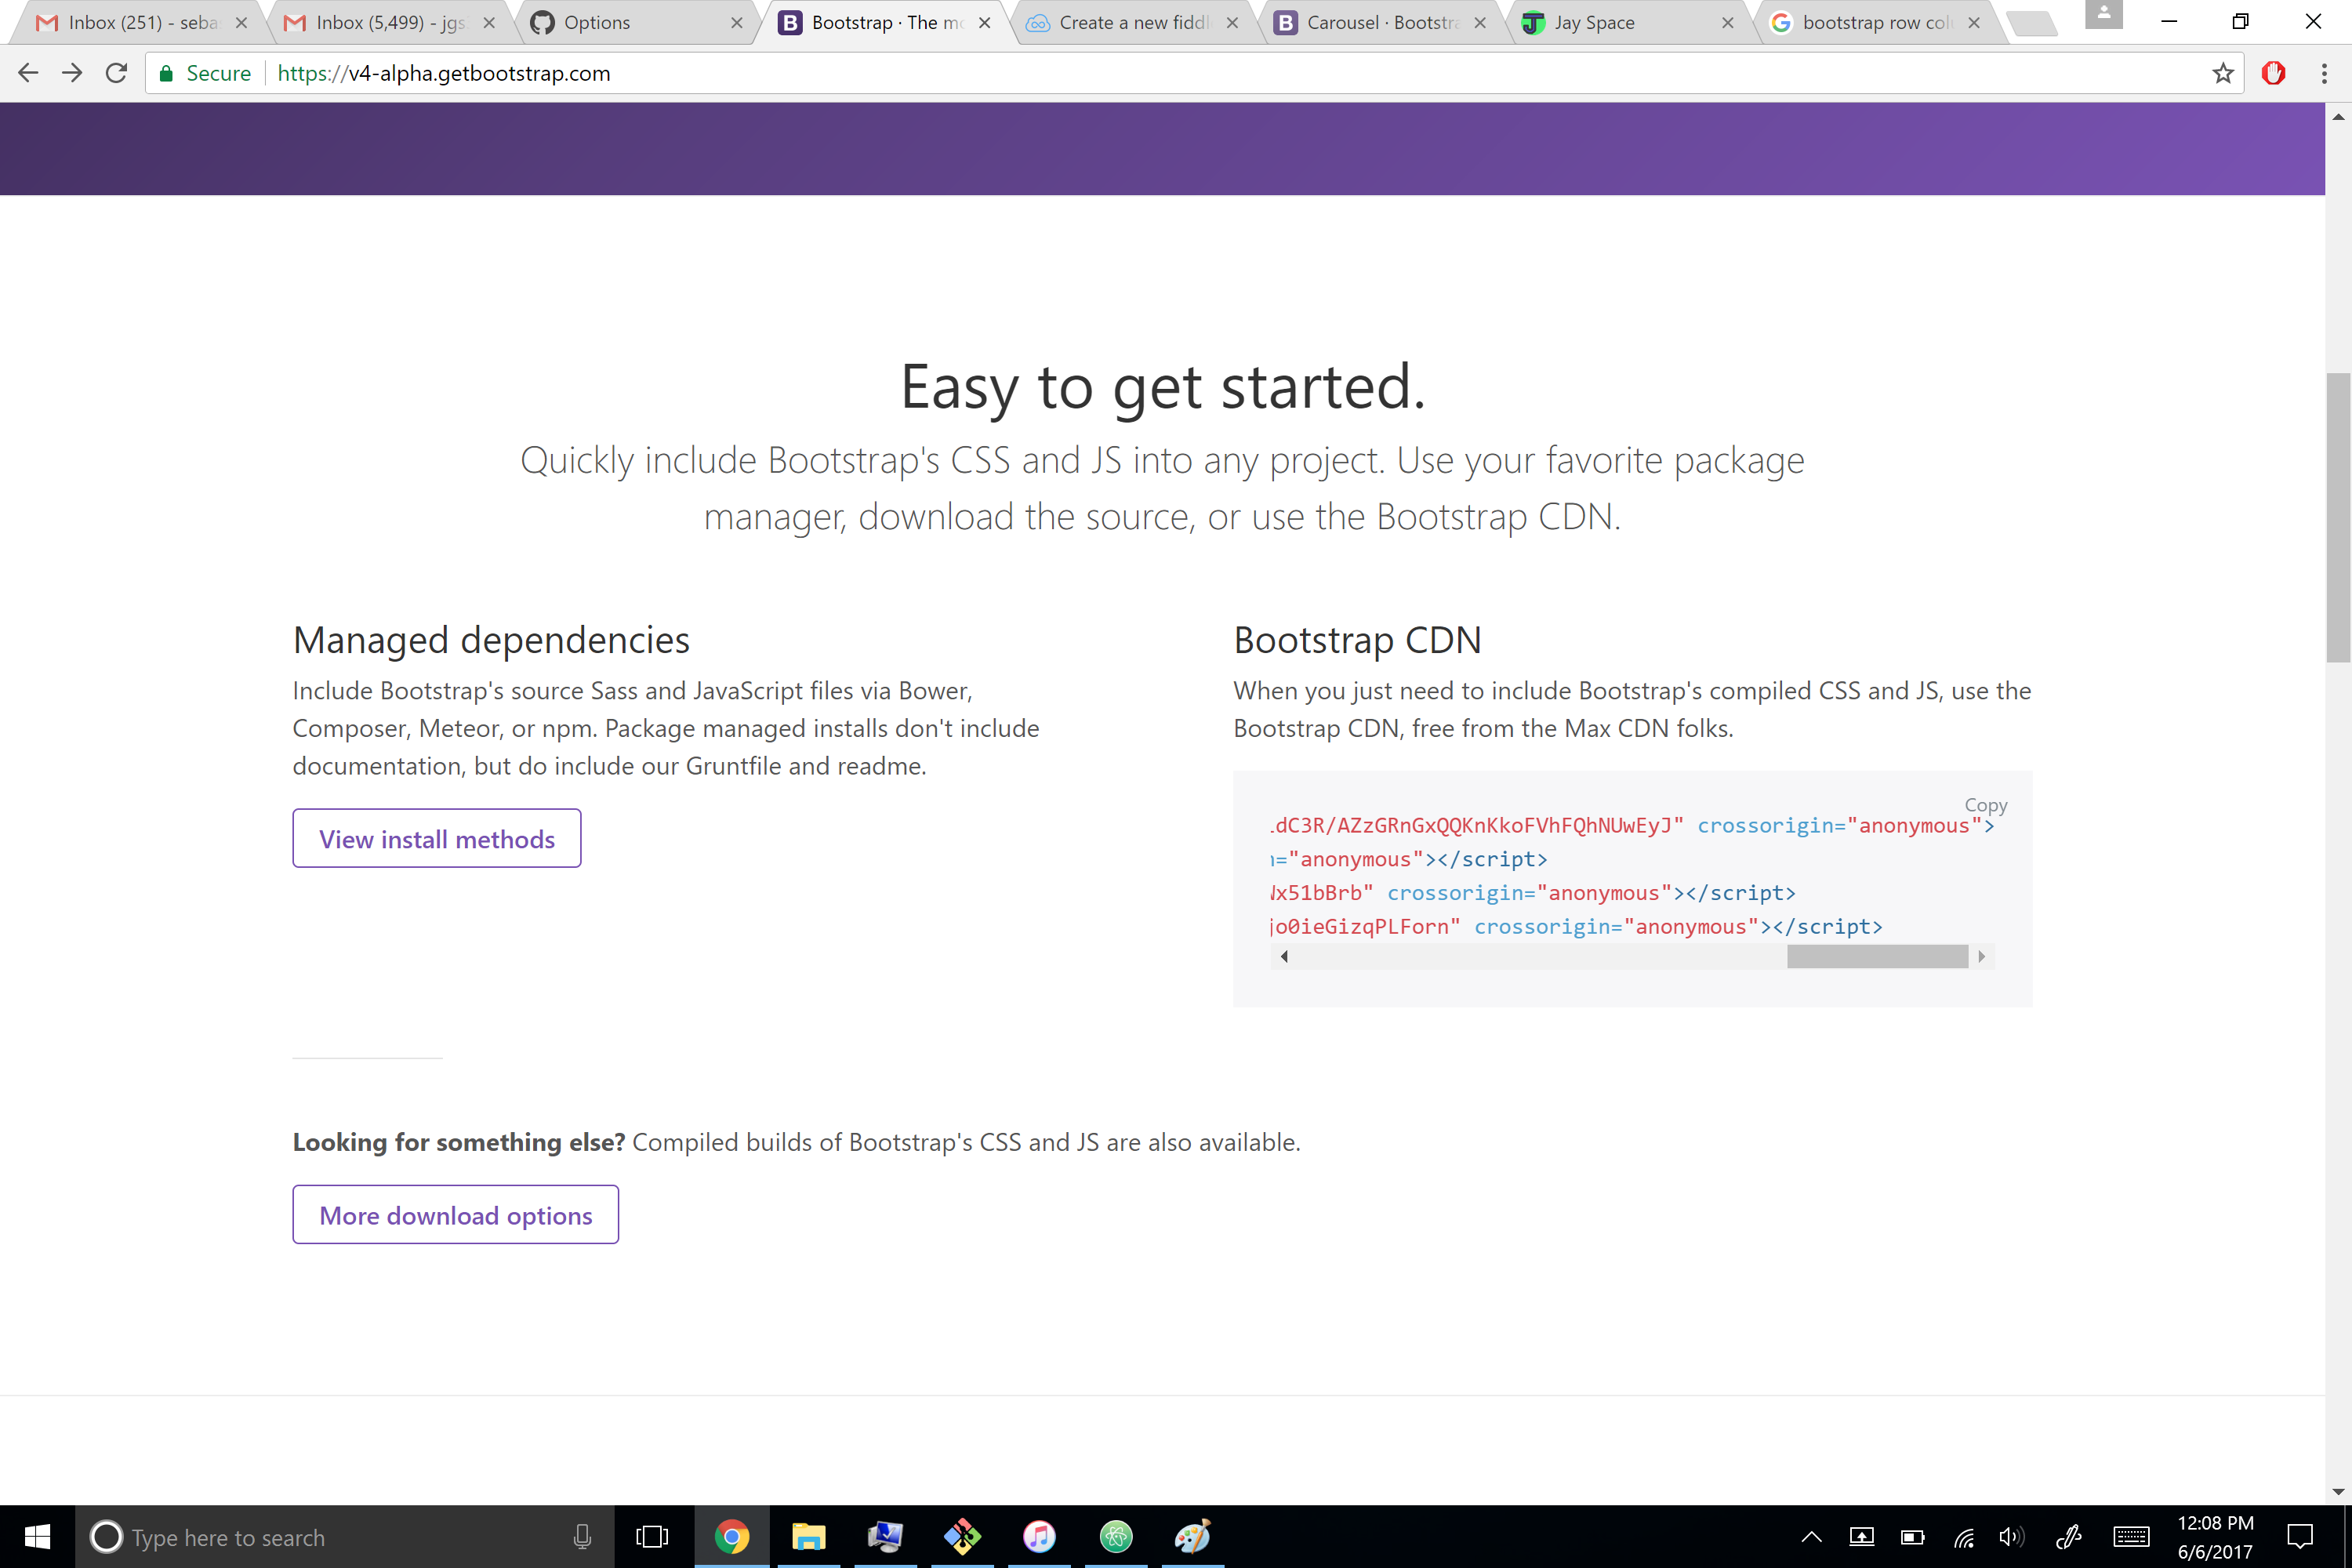 Inbox (251) - seba
Inbox (5,499) - jgs
Options
Bootstrap · The mo
Create a new fiddl
Carousel · Bootstra
Jay Space
bootstrap row col
Secure
https://v4-alpha.getbootstrap.com
Easy to get started.
Quickly include Bootstrap's CSS and JS into any project. Use your favorite package
manager, download the source, or use the Bootstrap CDN.
Managed dependencies
Include Bootstrap's source Sass and JavaScript files via Bower,
Composer, Meteor, or npm. Package managed installs don't include
documentation, but do include our Gruntfile and readme.
View install methods
Bootstrap CDN
When you just need to include Bootstrap's compiled CSS and JS, use the
Bootstrap CDN, free from the Max CDN folks.
Copy
dC3R/AZzGRnGxQQKnKkoFVhFQhNUwEyJ" crossorigin="anonymous">
="anonymous"></script>
x51bBrb" crossorigin="anonymous"></script>
jo0ieGizqPLForn" crossorigin="anonymous"></script>
Looking for something else? Compiled builds of Bootstrap's CSS and JS are also available.
More download options
Type here to search
12:08 PM
6/6/2017